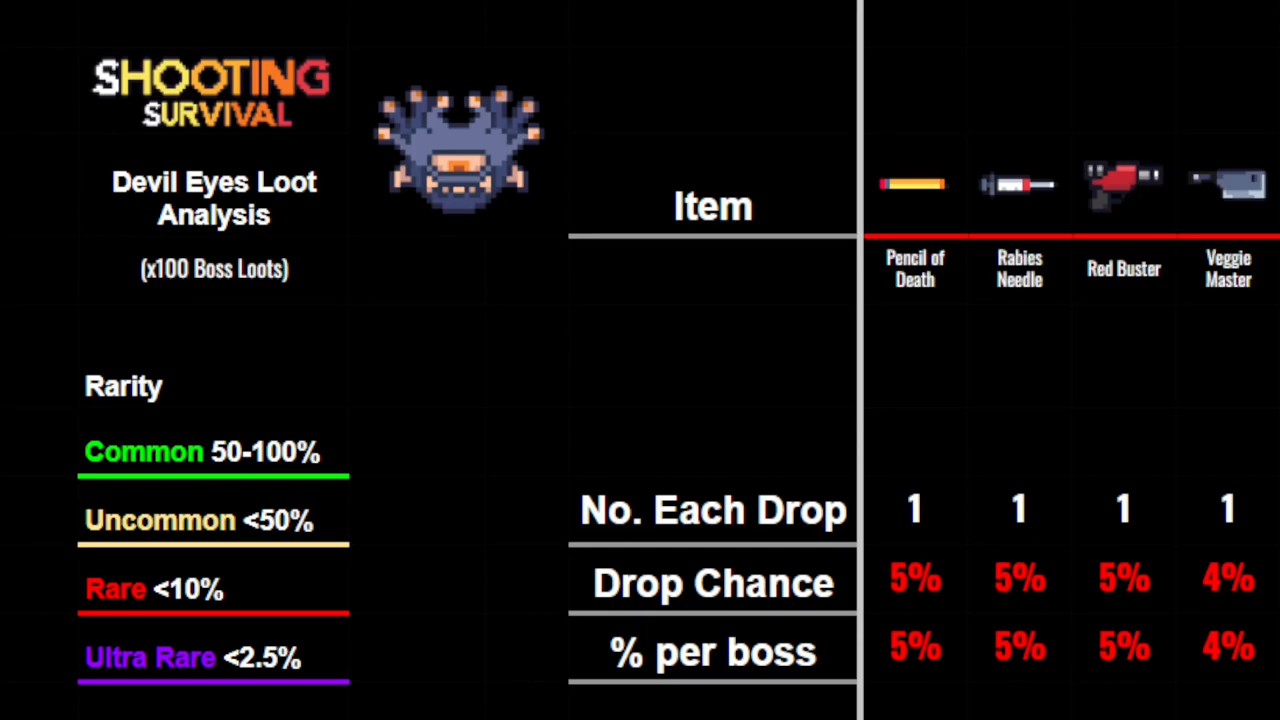 SHOOTING
SURVIVAL
Devil Eyes Loot
Analysis
(x100 Boss Loots)
Item
Pencil of
Death
Rabies
Needle
Red Buster
Veggie
Master
Rarity
Common 50-100%
Uncommon <50%
Rare <10%
Ultra Rare <2.5%
No. Each Drop 1 1 1 1
Drop Chance 5% 5% 5% 4%
% per boss 5% 5% 5% 4%